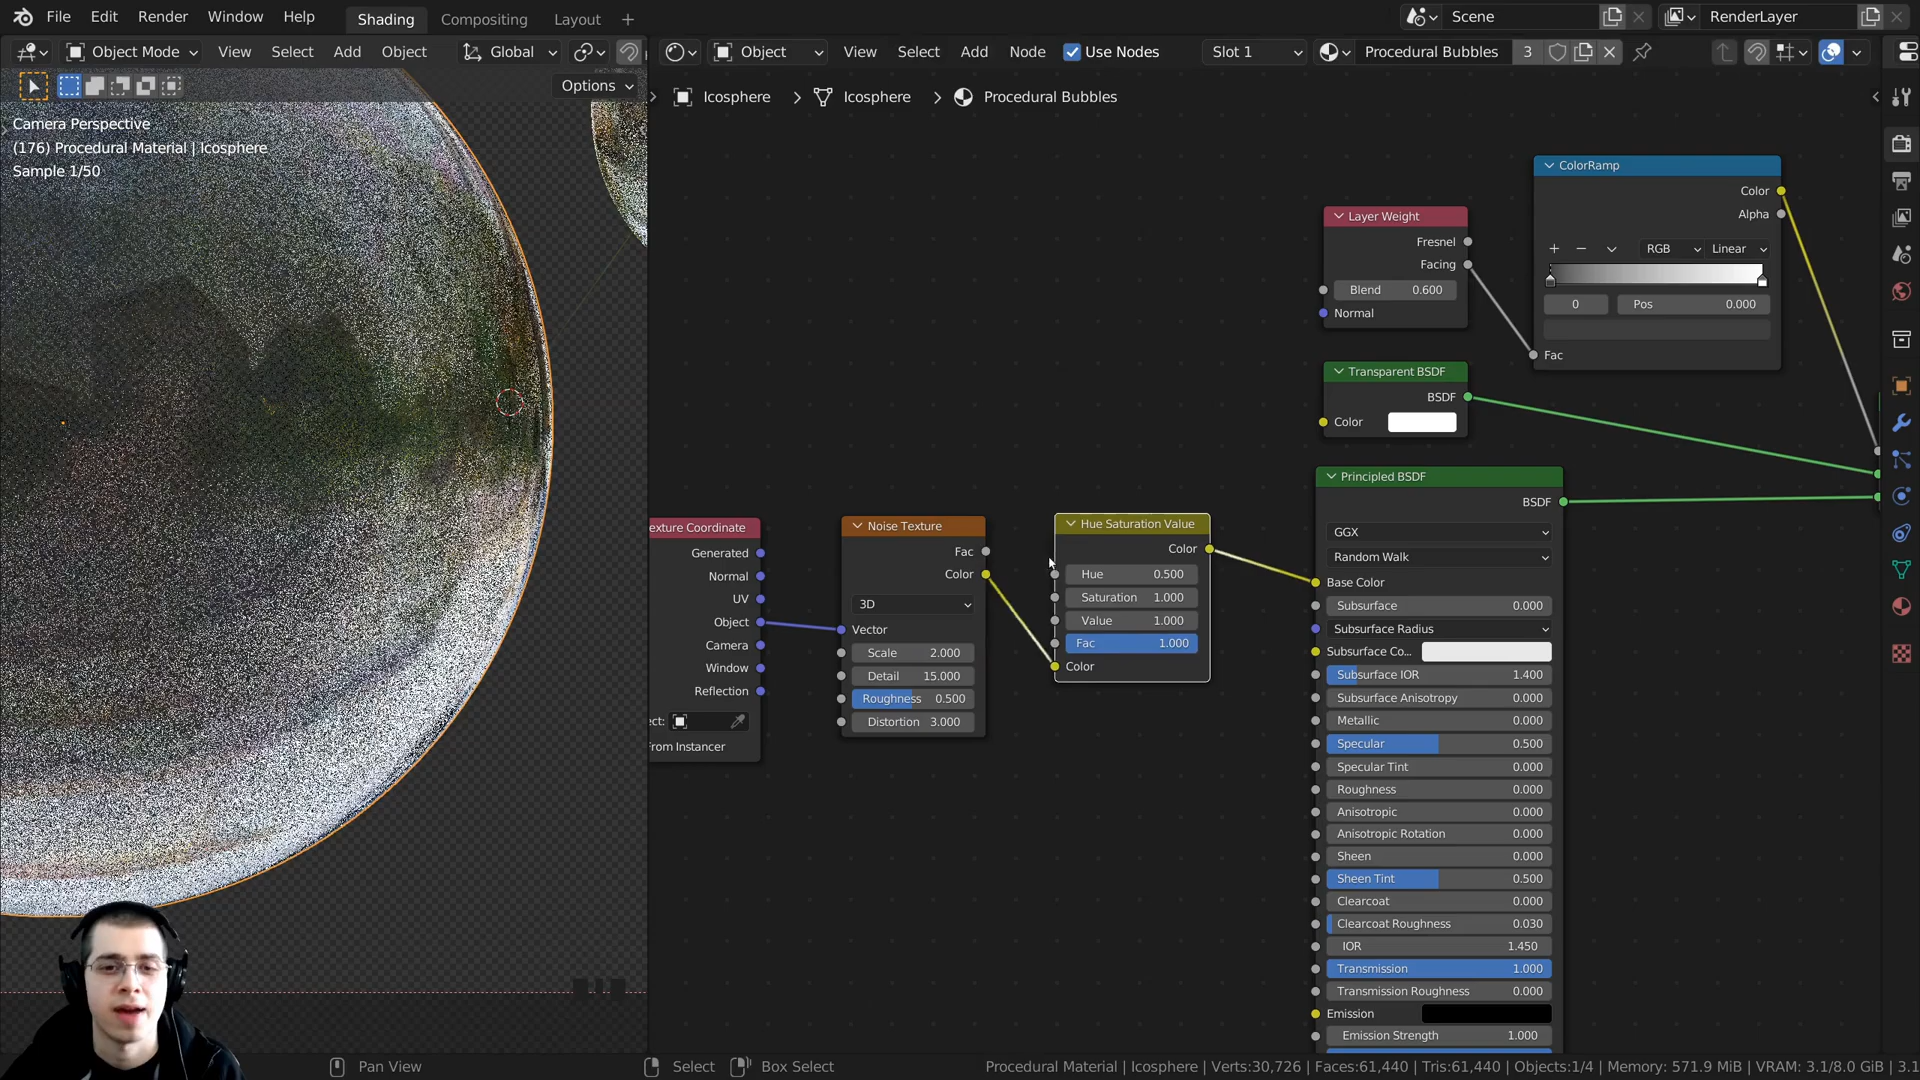 File Edit Render Window Help Shading Compositing Layout + Scene RenderLayer
Object Mode View Select Add Object Global Object View Select Add Node Use Nodes Slot 1 Procedural Bubbles 3
Options
Icosphere > Icosphere > Procedural Bubbles
Camera Perspective
(176) Procedural Material | Icosphere
Sample 1/50
ColorRamp
Color
Alpha
+ − RGB Linear
0 Pos 0.000
Fac
Layer Weight
Fresnel
Facing
Blend 0.600
Normal
Transparent BSDF
BSDF
Color
exture Coordinate
Generated
Normal
UV
Object
Camera
Window
Reflection
ect:
From Instancer
Noise Texture
Fac
Color
3D
Vector
Scale 2.000
Detail 15.000
Roughness 0.500
Distortion 3.000
Hue Saturation Value
Color
Hue 0.500
Saturation 1.000
Value 1.000
Fac 1.000
Color
Principled BSDF
BSDF
GGX
Random Walk
Base Color
Subsurface 0.000
Subsurface Radius
Subsurface Co...
Subsurface IOR 1.400
Subsurface Anisotropy 0.000
Metallic 0.000
Specular 0.500
Specular Tint 0.000
Roughness 0.000
Anisotropic 0.000
Anisotropic Rotation 0.000
Sheen 0.000
Sheen Tint 0.500
Clearcoat 0.000
Clearcoat Roughness 0.030
IOR 1.450
Transmission 1.000
Transmission Roughness 0.000
Emission
Emission Strength 1.000
Pan View Select Box Select Procedural Material | Icosphere | Verts:30,726 | Faces:61,440 | Tris:61,440 | Objects:1/4 | Memory: 571.9 MiB | VRAM: 3.1/8.0 GiB | 3.1